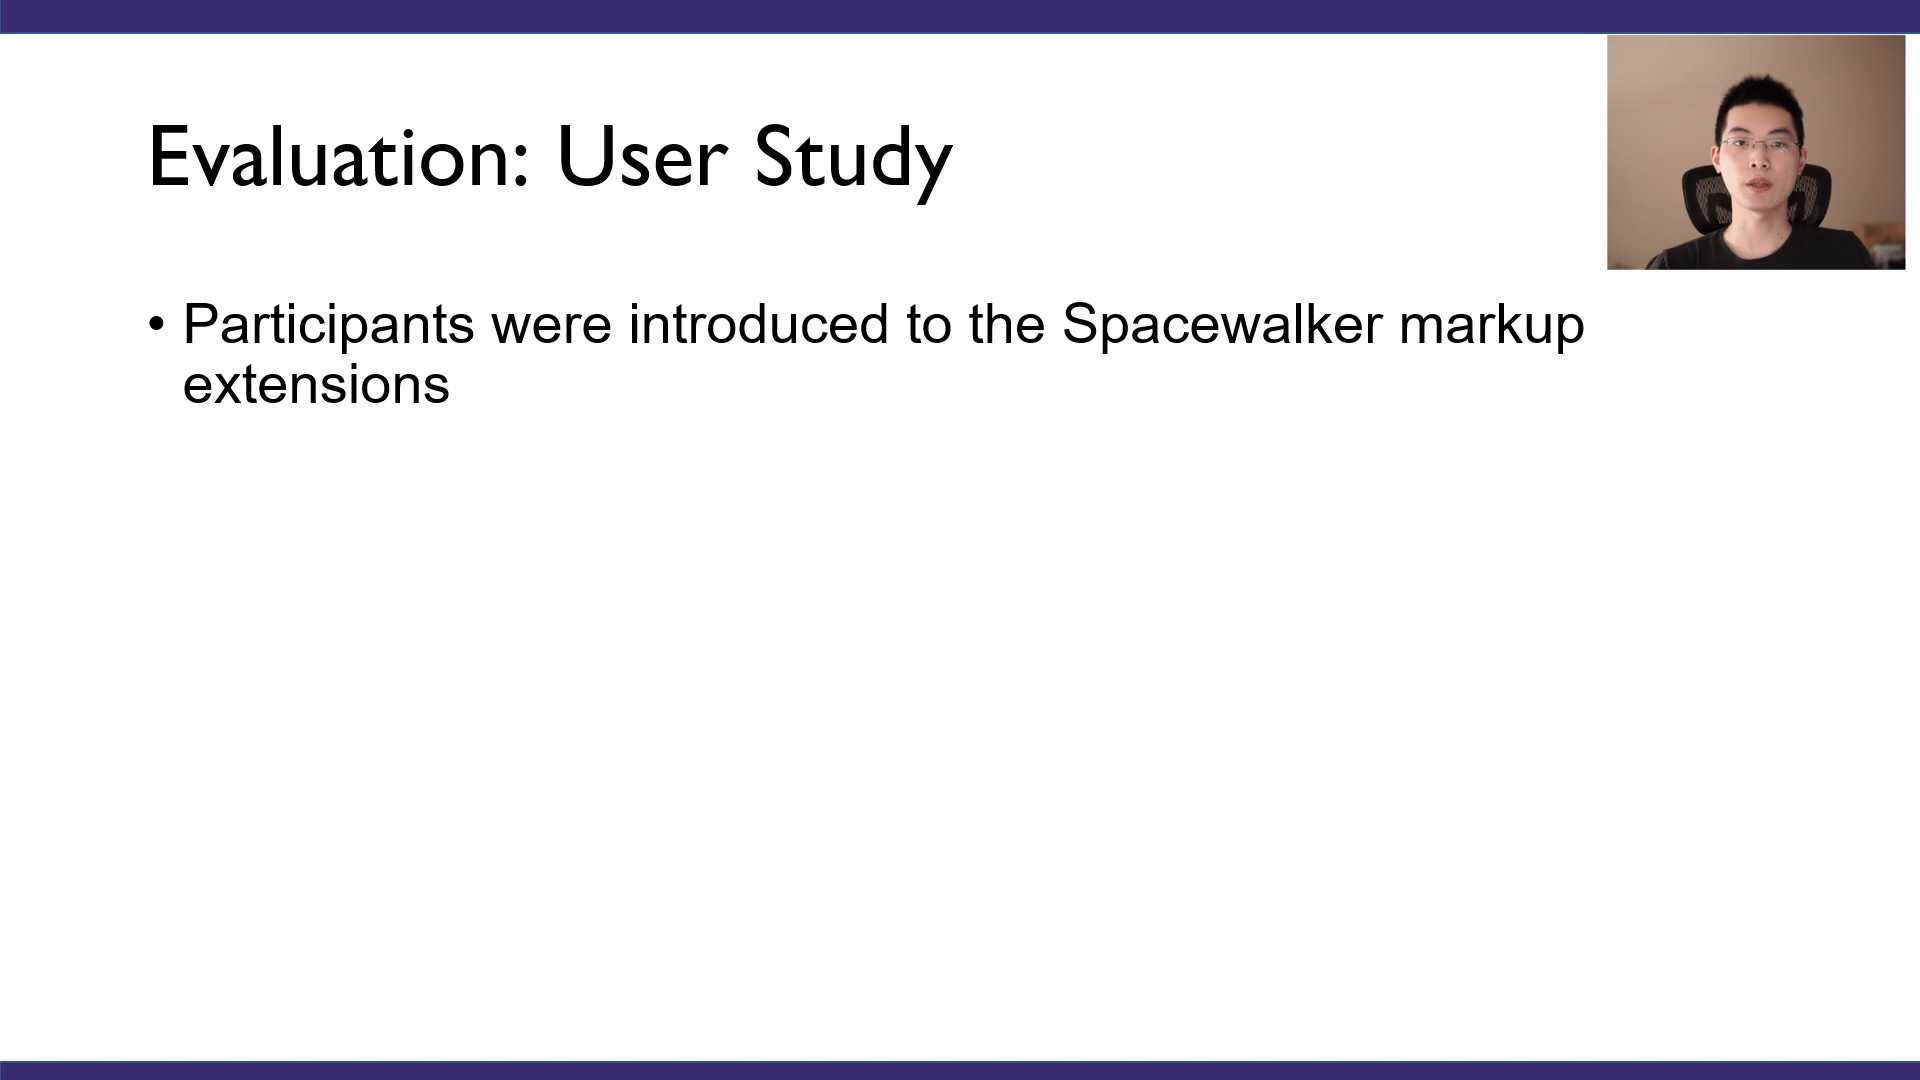 Evaluation: User Study
• Participants were introduced to the Spacewalker markup
extensions